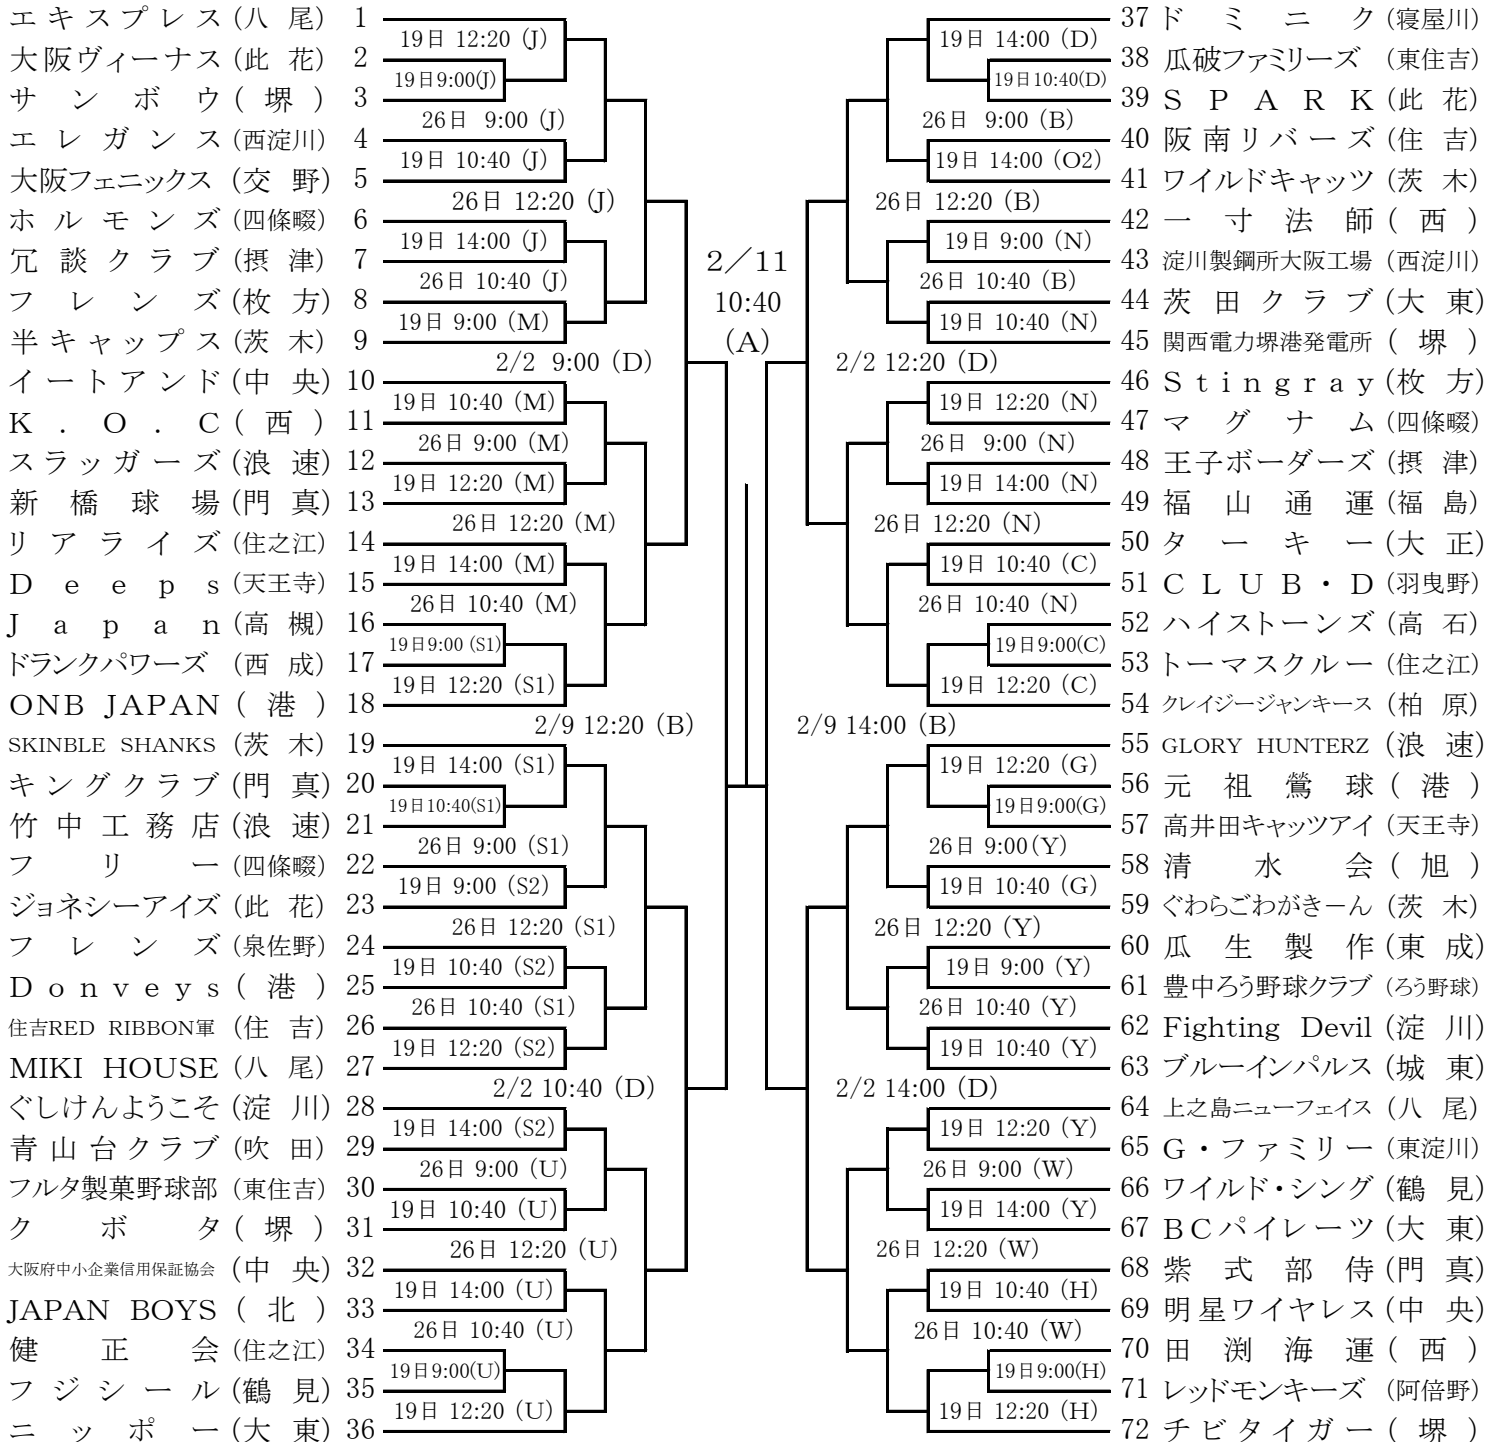 エキスプレス (八尾) 1
19日 12:20 (J)
大阪ヴィーナス (此花) 2
19日9:00(J)
サンボウ (堺) 3
26日 9:00 (J)
エレガンス (西淀川) 4
19日 10:40 (J)
大阪フェニックス (交野) 5
26日 12:20 (J)
ホルモンズ (四條畷) 6
19日 14:00 (J)
冗談クラブ (摂津) 7
26日 10:40 (J)
フレンズ (枚方) 8
19日 9:00 (M)
半キャップス (茨木) 9
2/2 9:00 (D)
イートアンド (中央) 10
19日 10:40 (M)
K.O.C (西) 11
26日 9:00 (M)
スラッガーズ (浪速) 12
19日 12:20 (M)
新橋球場 (門真) 13
26日 12:20 (M)
リアライズ (住之江) 14
19日 14:00 (M)
Deeps (天王寺) 15
26日 10:40 (M)
Japan (高槻) 16
19日9:00 (S1)
ドランクパワーズ (西成) 17
19日 12:20 (S1)
ONB JAPAN (港) 18
2/9 12:20 (B)
SKINBLE SHANKS (茨木) 19
19日 14:00 (S1)
キングクラブ (門真) 20
19日10:40(S1)
竹中工務店 (浪速) 21
26日 9:00 (S1)
フリー (四條畷) 22
19日 9:00 (S2)
ジョネシーアイズ (此花) 23
26日 12:20 (S1)
フレンズ (泉佐野) 24
19日 10:40 (S2)
Donveys (港) 25
26日 10:40 (S1)
住吉RED RIBBON軍 (住吉) 26
19日 12:20 (S2)
MIKI HOUSE (八尾) 27
2/2 10:40 (D)
ぐしけんようこそ (淀川) 28
19日 14:00 (S2)
青山台クラブ (吹田) 29
26日 9:00 (U)
フルタ製菓野球部 (東住吉) 30
19日 10:40 (U)
クボタ (堺) 31
26日 12:20 (U)
大阪府中小企業信用保証協会 (中央) 32
19日 14:00 (U)
JAPAN BOYS (北) 33
26日 10:40 (U)
健正会 (住之江) 34
19日9:00(U)
フジシール (鶴見) 35
19日 12:20 (U)
ニッポー (大東) 36
2/11
10:40
(A)
37 ドミニク (寝屋川)
19日 14:00 (D)
38 瓜破ファミリーズ (東住吉)
19日10:40(D)
39 SPARK (此花)
26日 9:00 (B)
40 阪南リバーズ (住吉)
19日 14:00 (O2)
41 ワイルドキャッツ (茨木)
26日 12:20 (B)
42 一寸法師 (西)
19日 9:00 (N)
43 淀川製鋼所大阪工場 (西淀川)
26日 10:40 (B)
44 茨田クラブ (大東)
19日 10:40 (N)
45 関西電力堺港発電所 (堺)
2/2 12:20 (D)
46 Stingray (枚方)
19日 12:20 (N)
47 マグナム (四條畷)
26日 9:00 (N)
48 王子ボーダーズ (摂津)
19日 14:00 (N)
49 福山通運 (福島)
26日 12:20 (N)
50 ターキー (大正)
19日 10:40 (C)
51 CLUB・D (羽曳野)
26日 10:40 (N)
52 ハイストーンズ (高石)
19日9:00(C)
53 トーマスクルー (住之江)
19日 12:20 (C)
54 クレイジージャンキース (柏原)
2/9 14:00 (B)
55 GLORY HUNTERZ (浪速)
19日 12:20 (G)
56 元祖鶯球 (港)
19日9:00(G)
57 高井田キャッツアイ (天王寺)
26日 9:00(Y)
58 清水会 (旭)
19日 10:40 (G)
59 ぐわらごわがきーん (茨木)
26日 12:20 (Y)
60 瓜生製作 (東成)
19日 9:00 (Y)
61 豊中ろう野球クラブ (ろう野球)
26日 10:40 (Y)
62 Fighting Devil (淀川)
19日 10:40 (Y)
63 ブルーインパルス (城東)
2/2 14:00 (D)
64 上之島ニューフェイス (八尾)
19日 12:20 (Y)
65 G・ファミリー (東淀川)
26日 9:00 (W)
66 ワイルド・シング (鶴見)
19日 14:00 (Y)
67 BCパイレーツ (大東)
26日 12:20 (W)
68 紫式部侍 (門真)
19日 10:40 (H)
69 明星ワイヤレス (中央)
26日 10:40 (W)
70 田渕海運 (西)
19日9:00(H)
71 レッドモンキーズ (阿倍野)
19日 12:20 (H)
72 チビタイガー (堺)